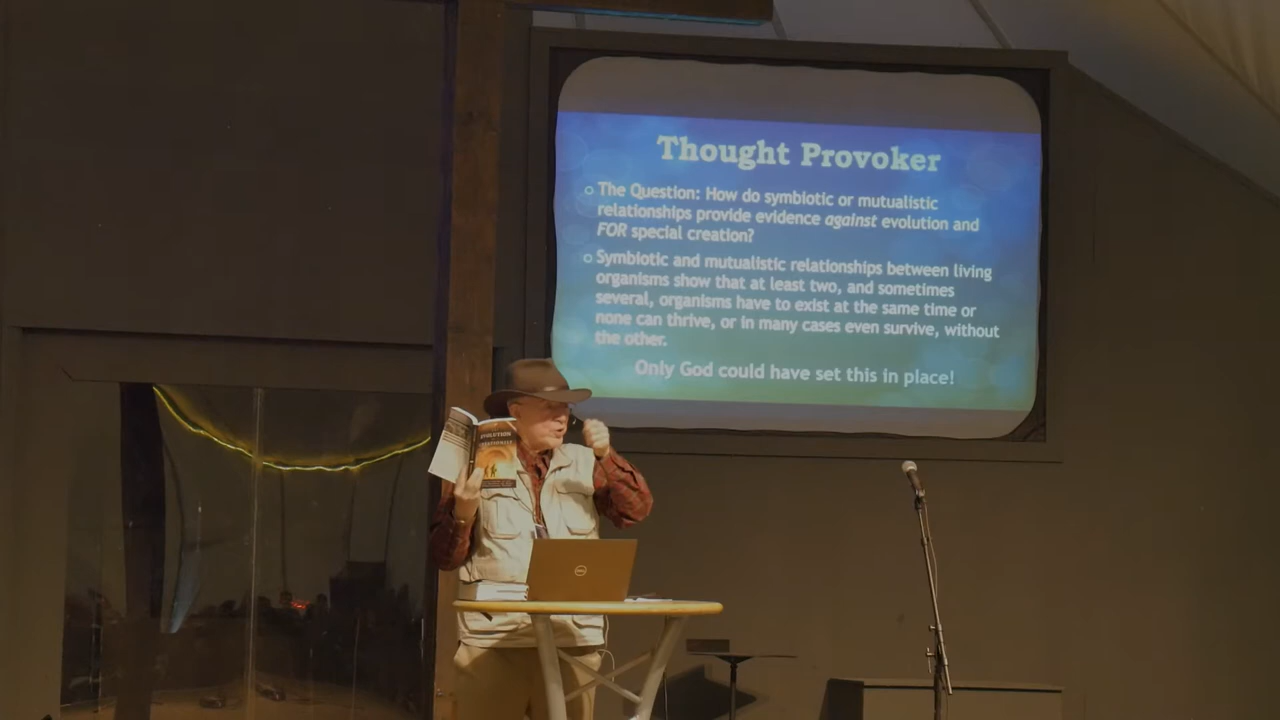 Thought Provoker
The Question: How do symbiotic or mutualistic
relationships provide evidence against evolution and
FOR special creation?
Symbiotic and mutualistic relationships between living
organisms show that at least two, and sometimes
several, organisms have to exist at the same time or
none can thrive, or in many cases even survive, without
the other.
Only God could have set this in place!
EVOLUTION
DELL